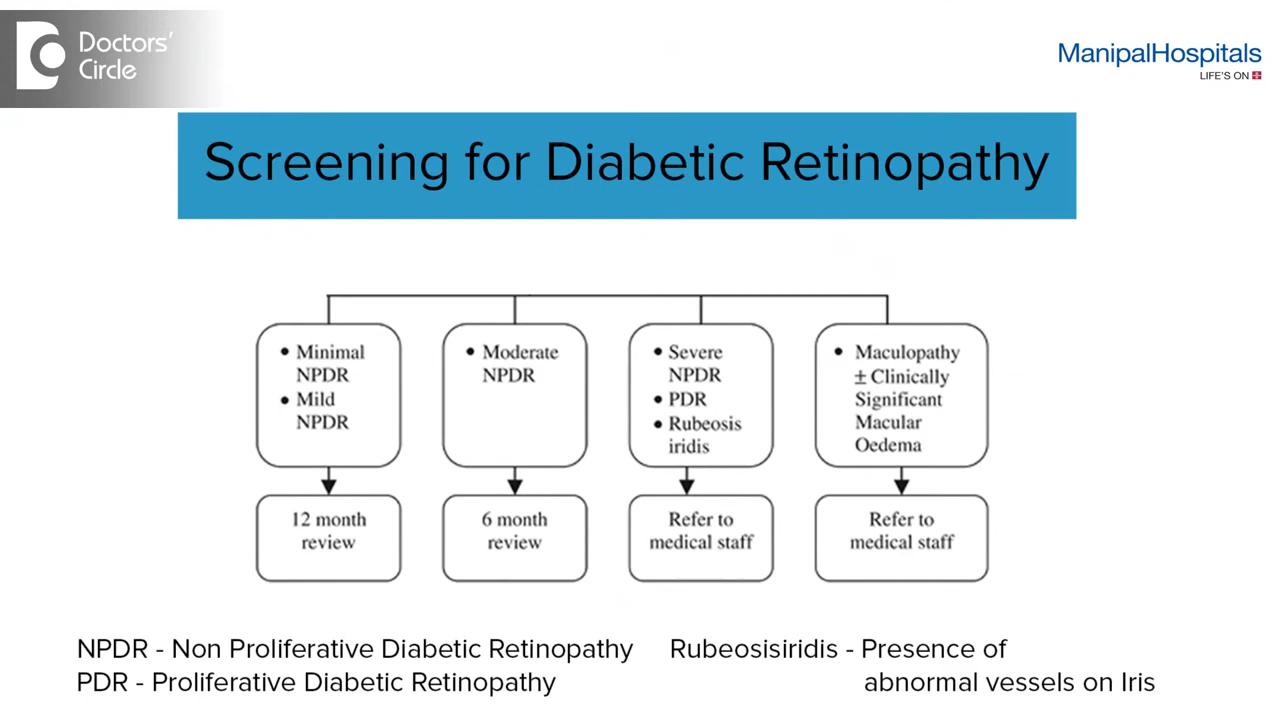 Doctors'
Circle
ManipalHospitals
LIFE'S ON
Screening for Diabetic Retinopathy
• Minimal
NPDR
• Mild
NPDR
• Moderate
NPDR
• Severe
NPDR
• PDR
• Rubeosis
iridis
• Maculopathy
± Clinically
Significant
Macular
Oedema
12 month
review
6 month
review
Refer to
medical staff
Refer to
medical staff
NPDR - Non Proliferative Diabetic Retinopathy
PDR - Proliferative Diabetic Retinopathy
Rubeosisiridis - Presence of
abnormal vessels on Iris